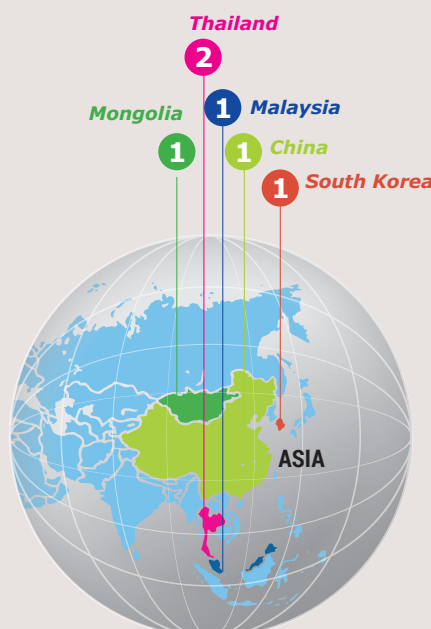 Thailand
2
Mongolia
1
1
Malaysia
1
China
1
South Korea
ASIA